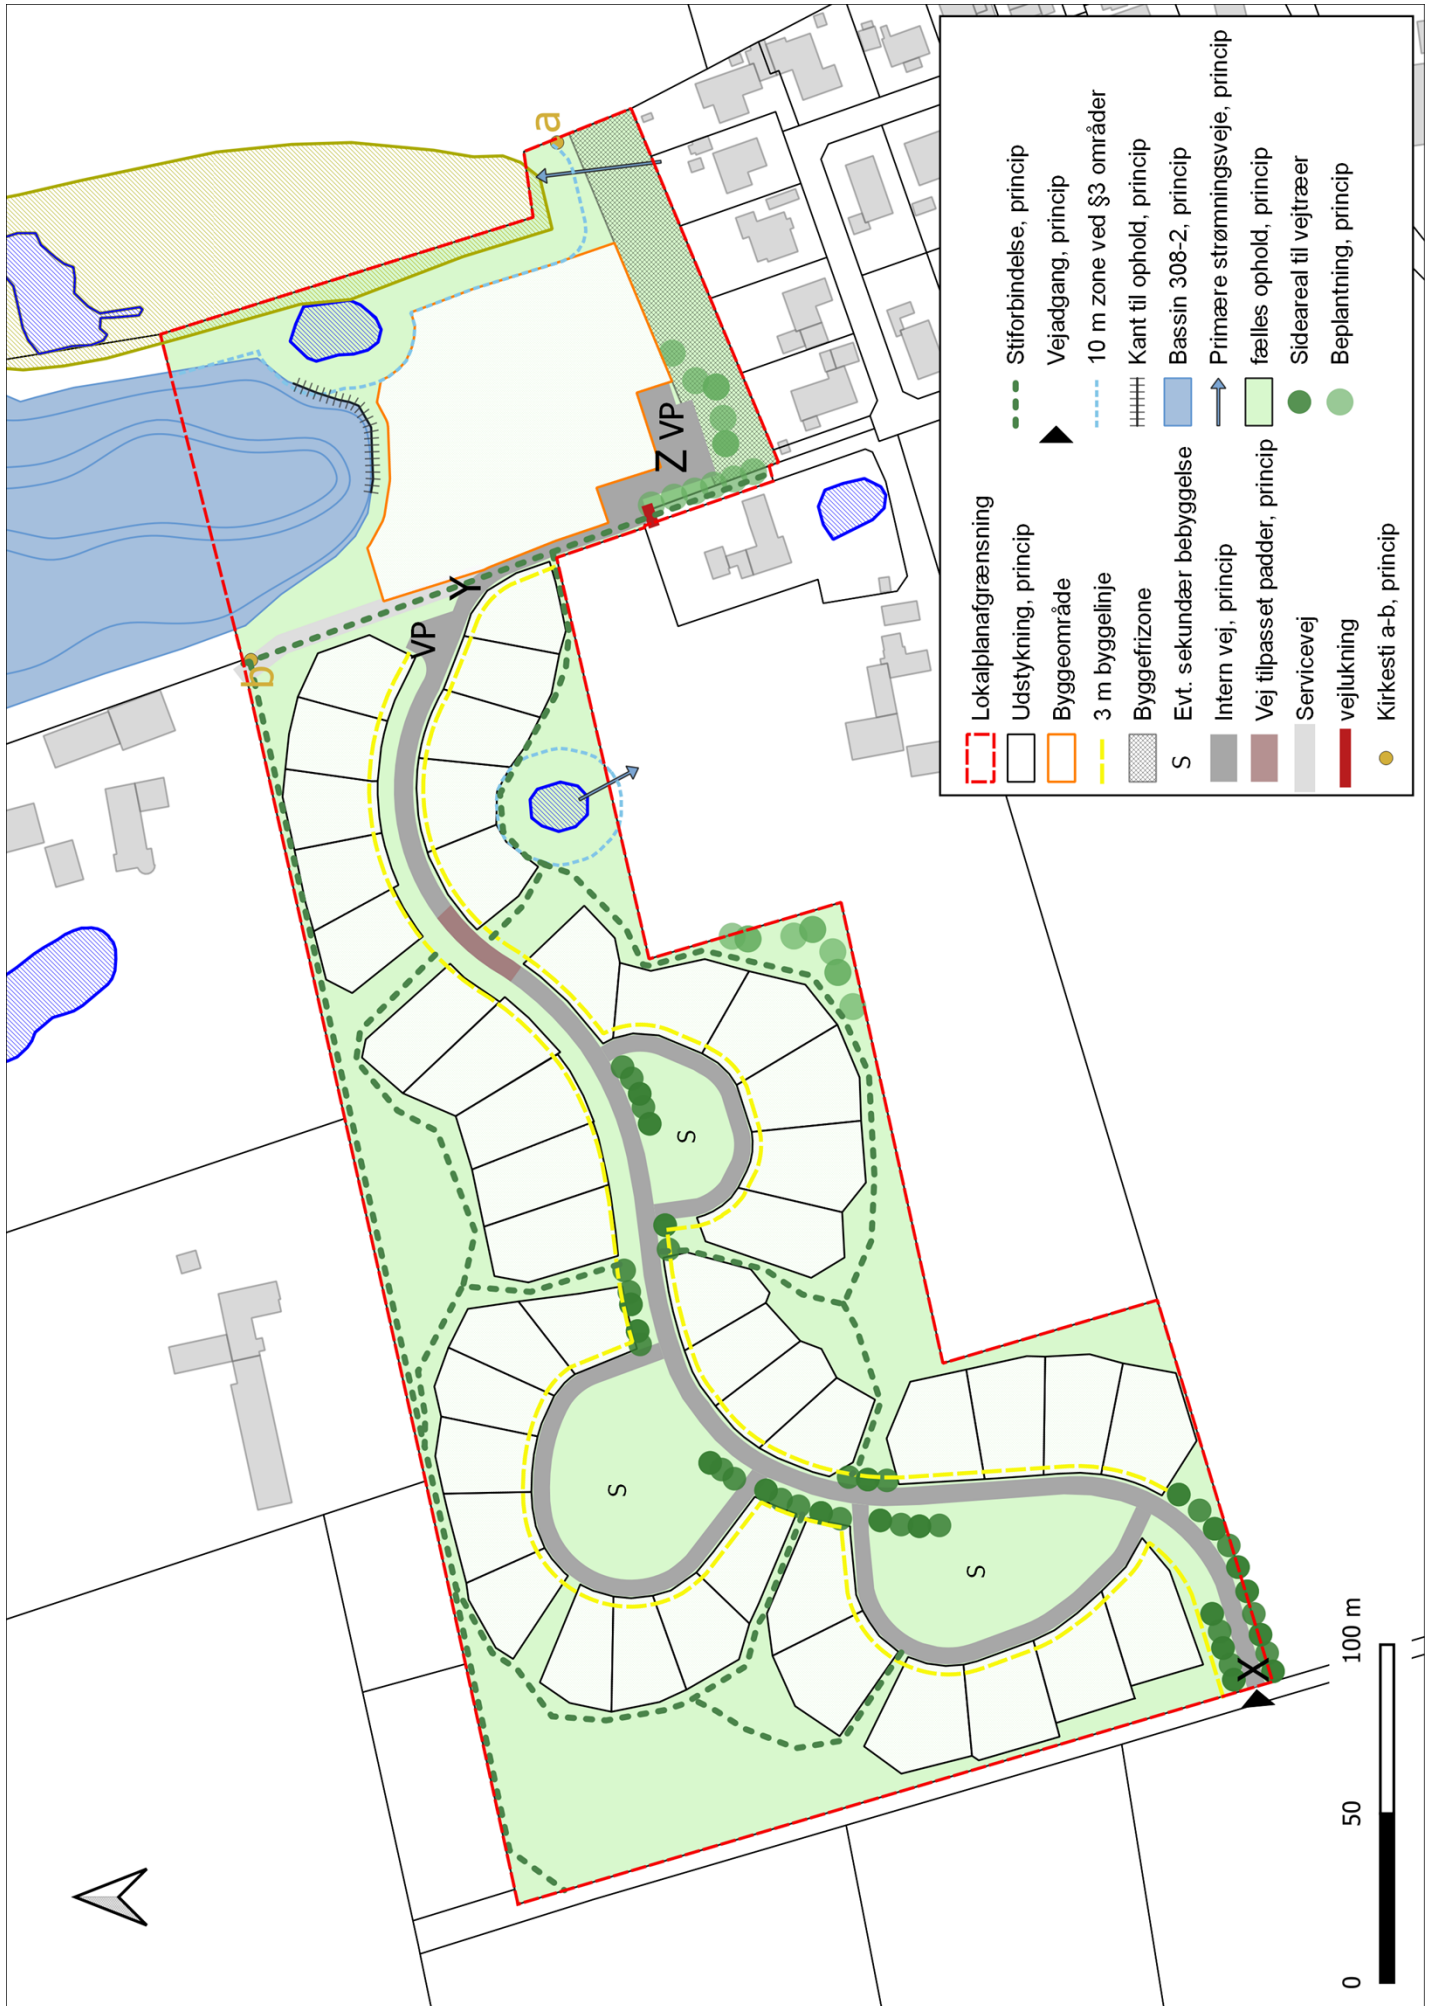 a
b
VP
Y
Z VP
S
S
S
X
Lokalplanafgrænsning
Udstykning, princip
Byggeområde
3 m byggelinje
Byggefrizone
S Evt. sekundær bebyggelse
Intern vej, princip
Vej tilpasset padder, princip
Servicevej
vejlukning
Kirkesti a-b, princip
Stiforbindelse, princip
Vejadgang, princip
10 m zone ved §3 områder
Kant til ophold, princip
Bassin 308-2, princip
Primære strømningsveje, princip
fælles ophold, princip
Sideareal til vejtræer
Beplantning, princip
0 50 100 m